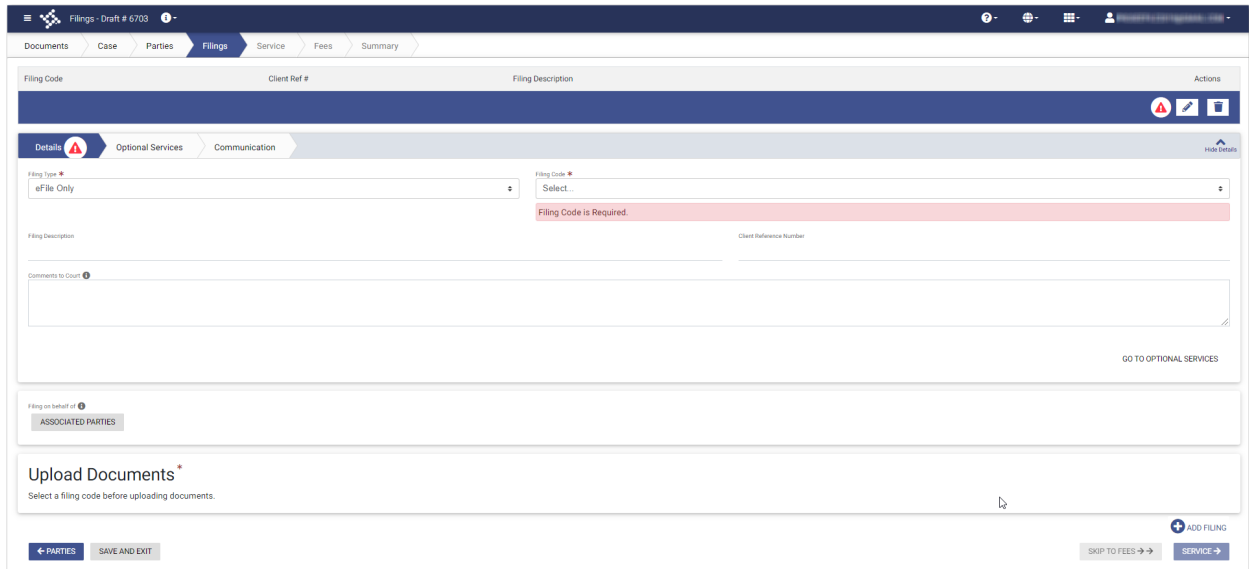 Filings - Draft # 6703
Documents Case Parties Filings Service Fees Summary
Filing Code Client Ref # Filing Description Actions
Details Optional Services Communication Hide Details
Filing Type * Filing Code *
eFile Only Select...
Filing Code is Required.
Filing Description Client Reference Number
Comments to Court
GO TO OPTIONAL SERVICES
Filing on behalf of
ASSOCIATED PARTIES
Upload Documents*
Select a filing code before uploading documents.
ADD FILING
PARTIES SAVE AND EXIT SKIP TO FEES SERVICE